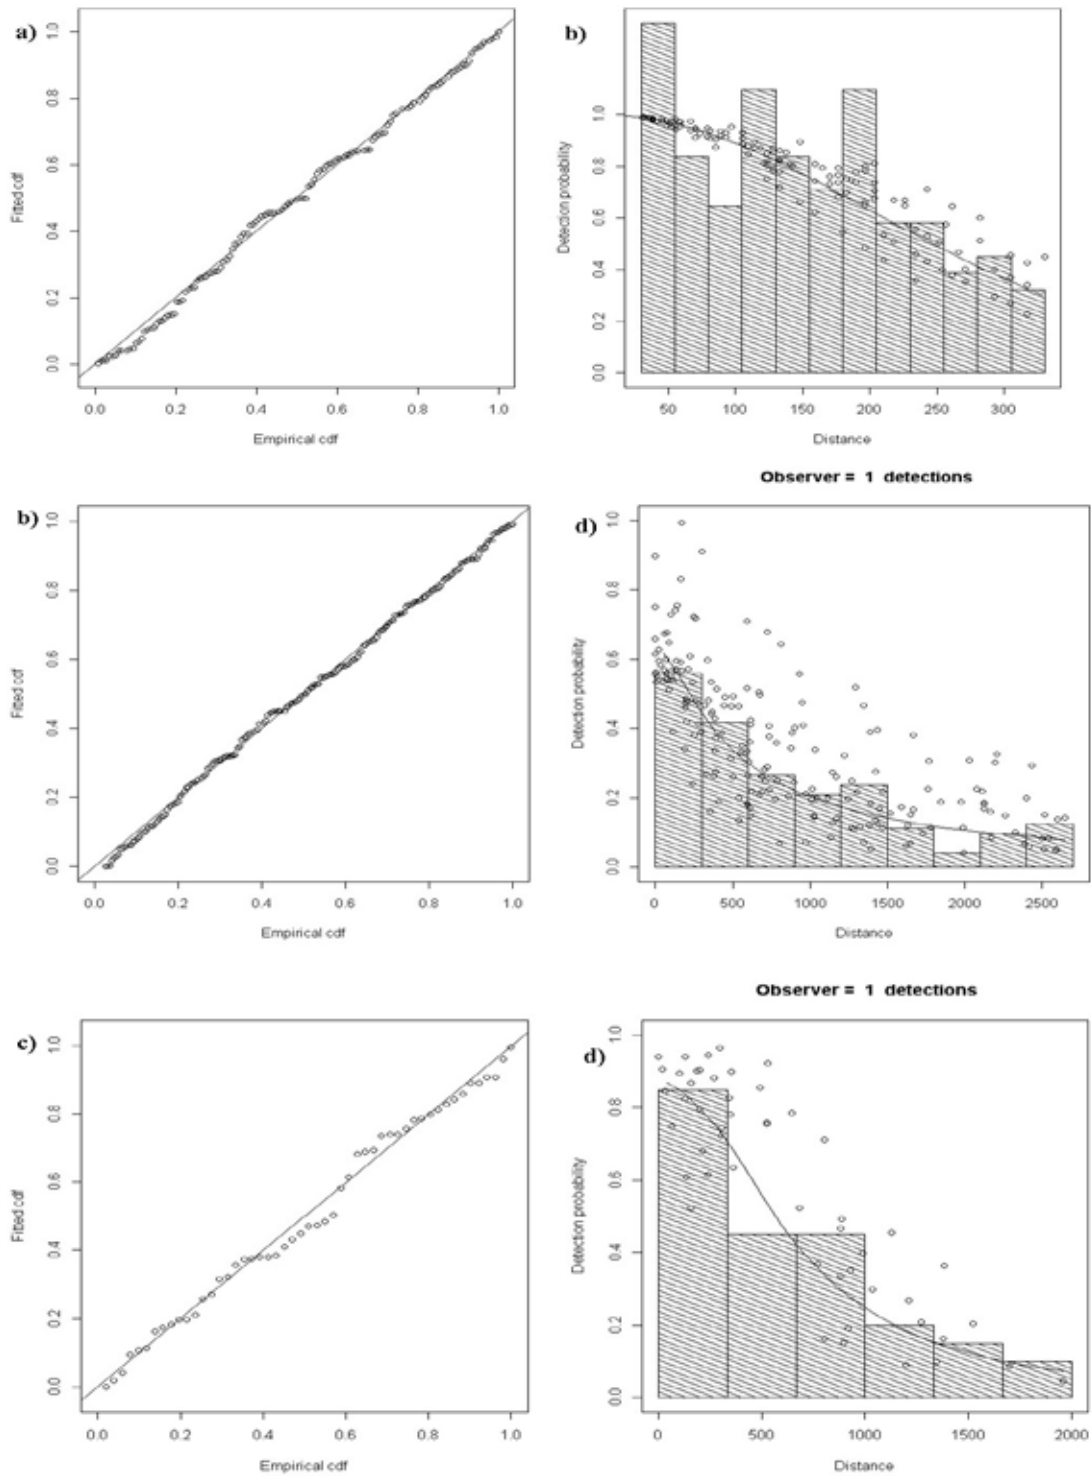 a)
1.0
0.8
0.6
0.4
0.2
0.0
Fitted cdf
0.0 0.2 0.4 0.6 0.8 1.0
Empirical cdf
b)
1.0
0.8
0.6
0.4
0.2
0.0
Detection probability
50 100 150 200 250 300
Distance
b)
1.0
0.8
0.6
0.4
0.2
0.0
Fitted cdf
0.0 0.2 0.4 0.6 0.8 1.0
Empirical cdf
Observer = 1 detections
d)
1.0
0.8
0.6
0.4
0.2
0.0
Detection probability
0 500 1000 1500 2000 2500
Distance
c)
1.0
0.8
0.6
0.4
0.2
0.0
Fitted cdf
0.0 0.2 0.4 0.6 0.8 1.0
Empirical cdf
Observer = 1 detections
d)
1.0
0.8
0.6
0.4
0.2
0.0
Detection probability
0 500 1000 1500 2000
Distance